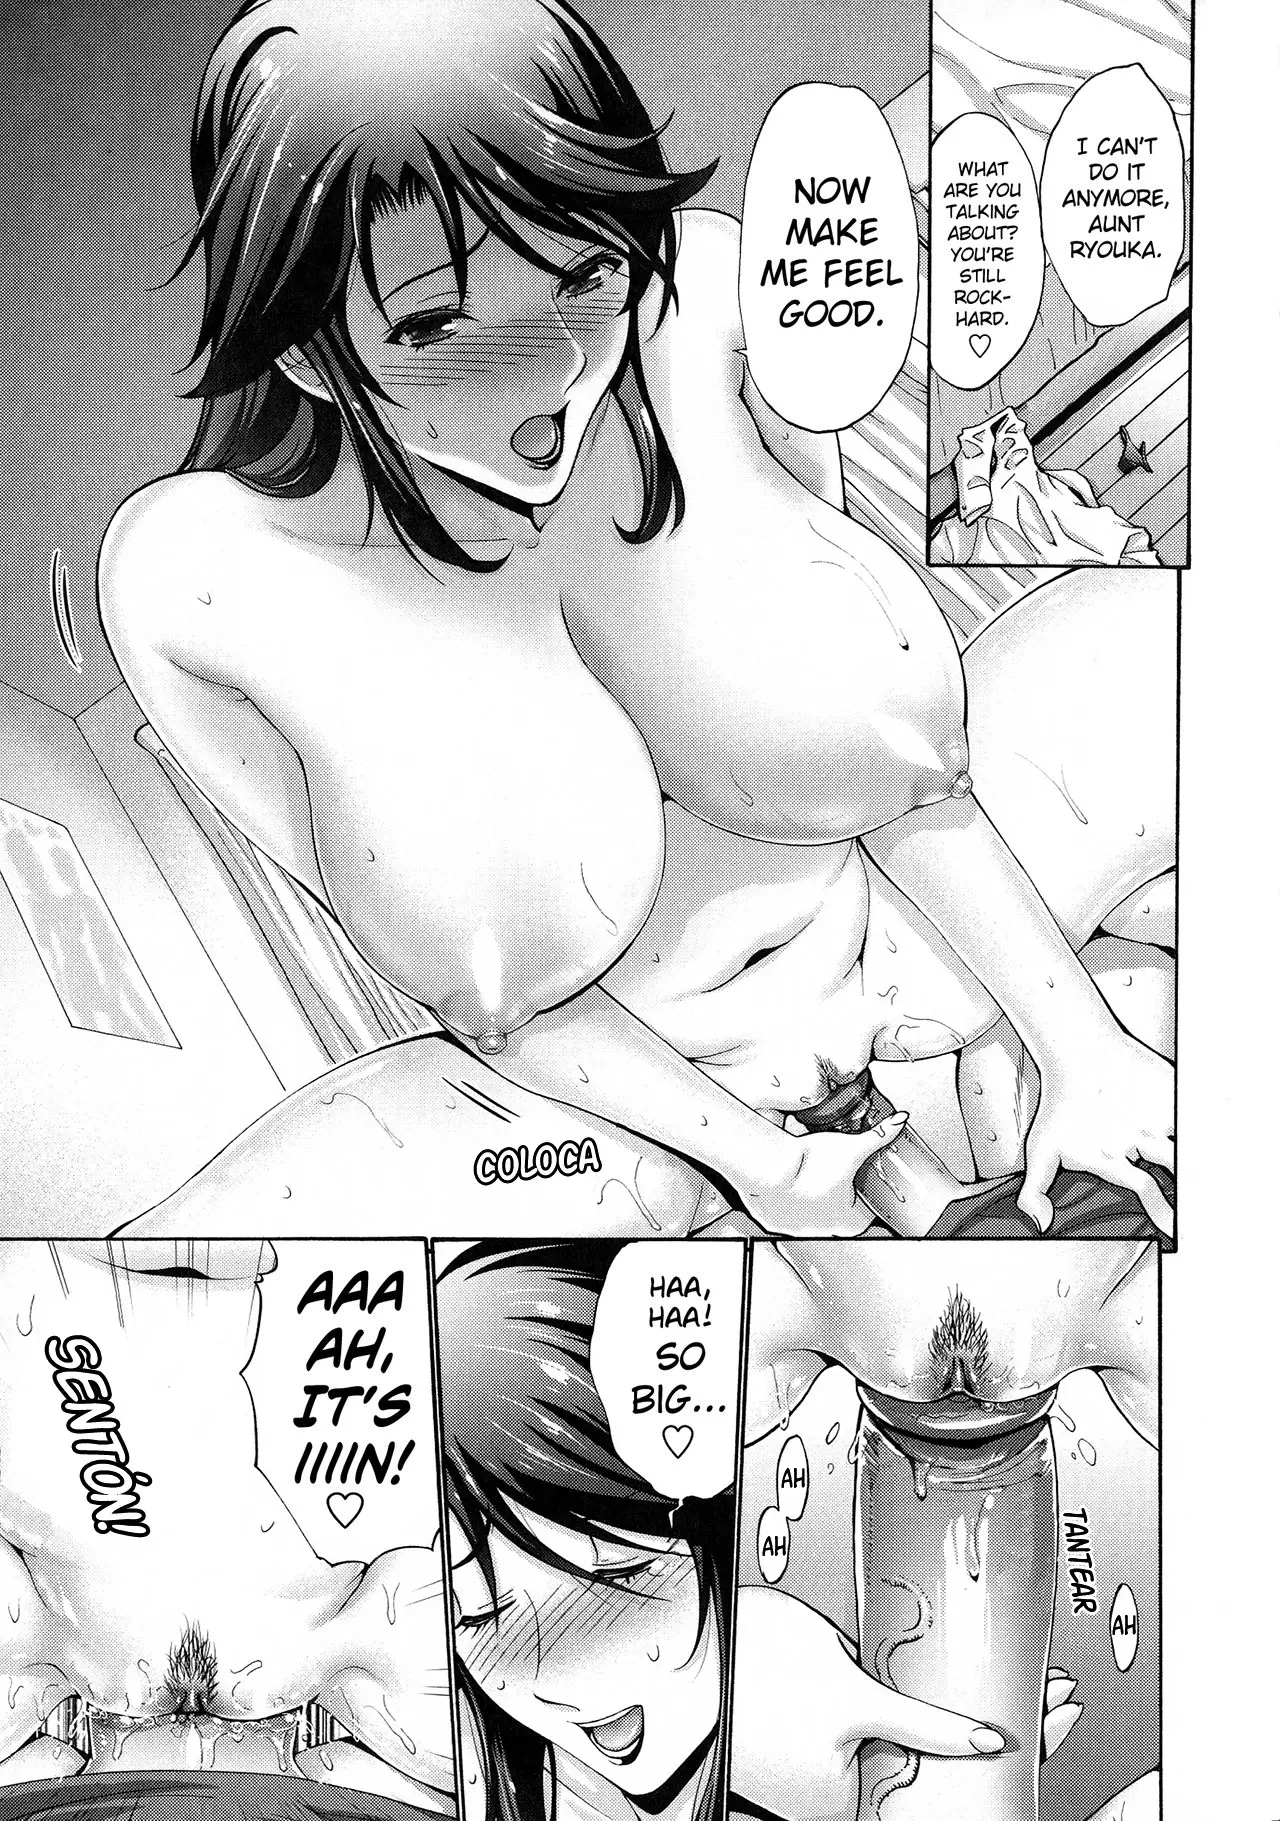 I CAN'T
DO IT
ANYMORE,
AUNT
RYOUKA.
WHAT
ARE YOU
TALKING
ABOUT?
YOU'RE
STILL
ROCK-
HARD.
♡
NOW
MAKE
ME FEEL
GOOD.
COLOCA
AH
AH
TANTEAR
AH
HAA,
HAA!
SO
BIG...
♡
AAA
AH,
IT'S
IIIIN!
♡
SENTÓN!